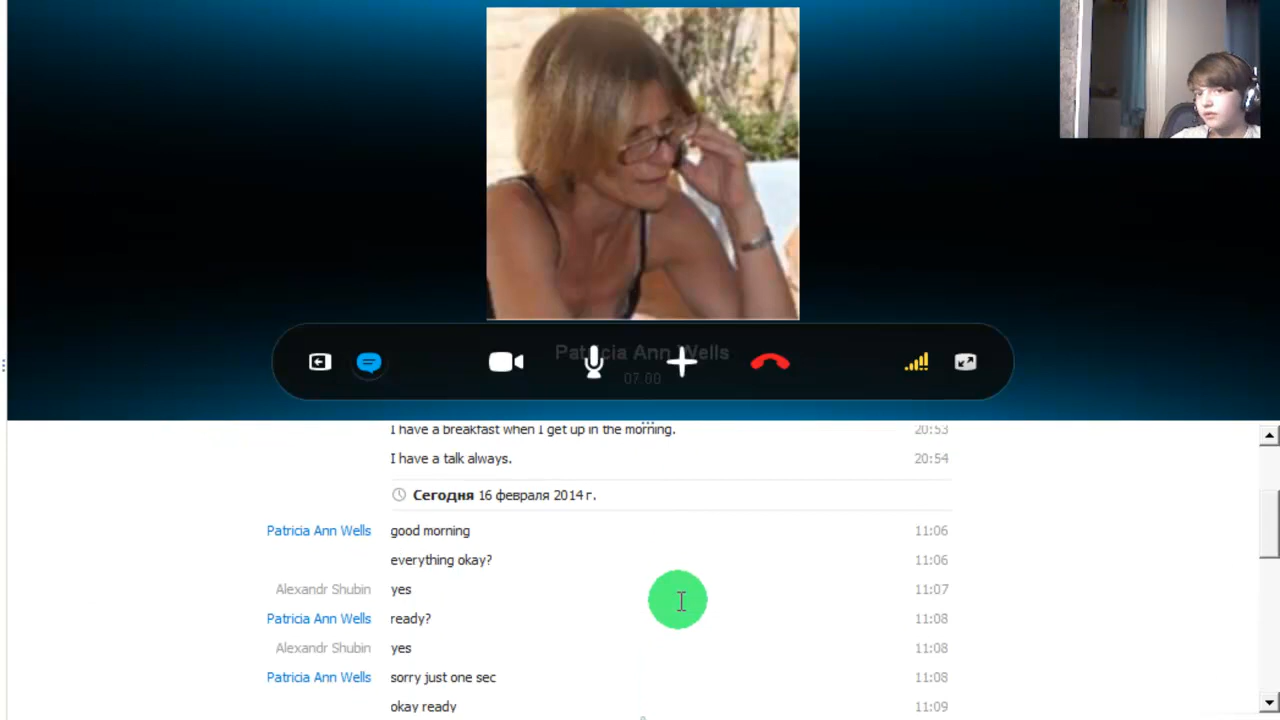 Patricia Ann Wells
07:00
I have a breakfast when I get up in the morning. 20:53
I have a talk always. 20:54
Сегодня 16 февраля 2014 г.
Patricia Ann Wells good morning 11:06
everything okay? 11:06
Alexandr Shubin yes 11:07
Patricia Ann Wells ready? 11:08
Alexandr Shubin yes 11:08
Patricia Ann Wells sorry just one sec 11:08
okay ready 11:09